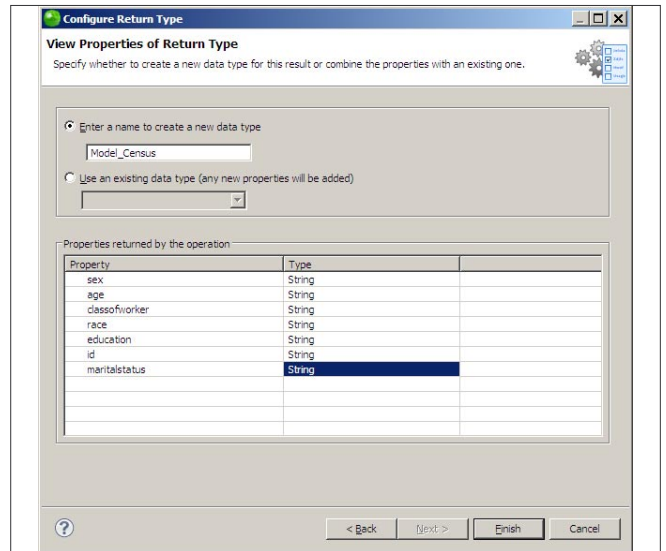 Configure Return Type
View Properties of Return Type
Specify whether to create a new data type for this result or combine the properties with an existing one.
Enter a name to create a new data type
Model_Census
Use an existing data type (any new properties will be added)
Properties returned by the operation
Property Type
sex String
age String
classofworker String
race String
education String
id String
maritalstatus String
? < Back Next > Finish Cancel